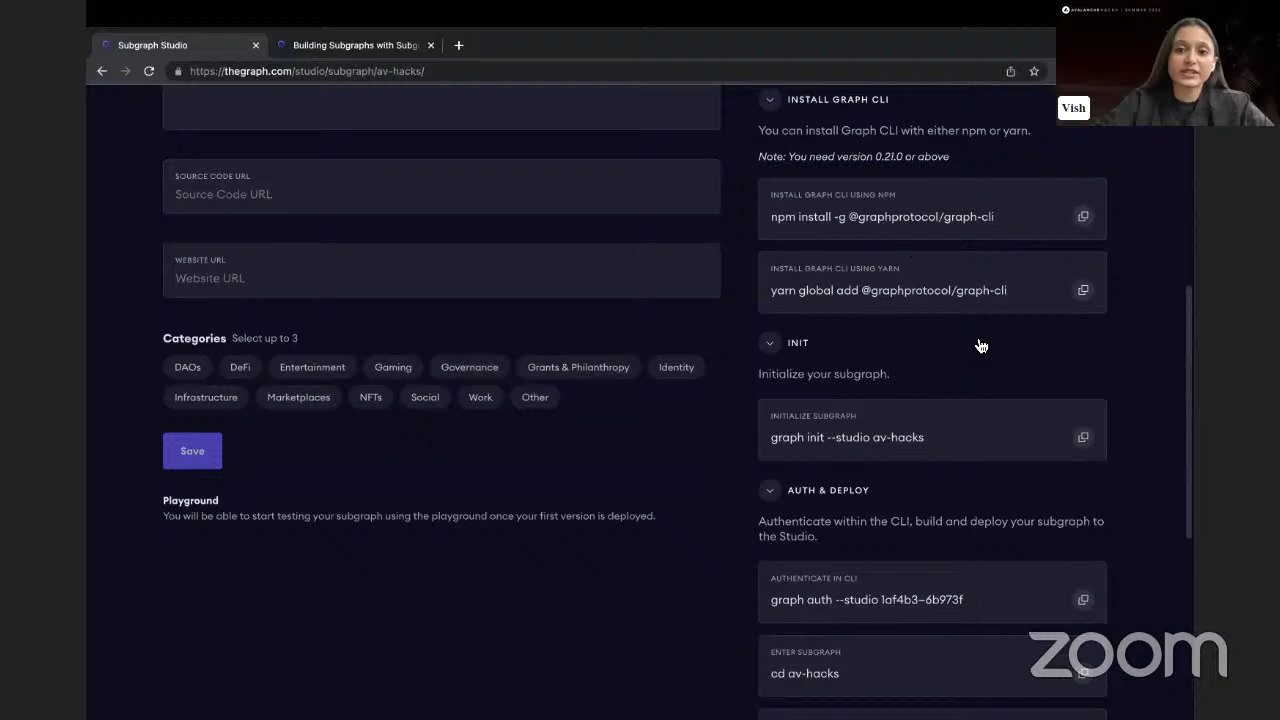 AVALANCHE HACKS | SUMMER 2022
Subgraph Studio
Building Subgraphs with Subg
https://thegraph.com/studio/subgraph/av-hacks/
Vish
SOURCE CODE URL
Source Code URL
WEBSITE URL
Website URL
Categories Select up to 3
DAOs DeFi Entertainment Gaming Governance Grants & Philanthropy Identity
Infrastructure Marketplaces NFTs Social Work Other
Save
Playground
You will be able to start testing your subgraph using the playground once your first version is deployed.
INSTALL GRAPH CLI
You can install Graph CLI with either npm or yarn.
Note: You need version 0.21.0 or above
INSTALL GRAPH CLI USING NPM
npm install -g @graphprotocol/graph-cli
INSTALL GRAPH CLI USING YARN
yarn global add @graphprotocol/graph-cli
INIT
Initialize your subgraph.
INITIALIZE SUBGRAPH
graph init --studio av-hacks
AUTH & DEPLOY
Authenticate within the CLI, build and deploy your subgraph to
the Studio.
AUTHENTICATE IN CLI
graph auth --studio 1af4b3–6b973f
ENTER SUBGRAPH
cd av-hacks
zoom